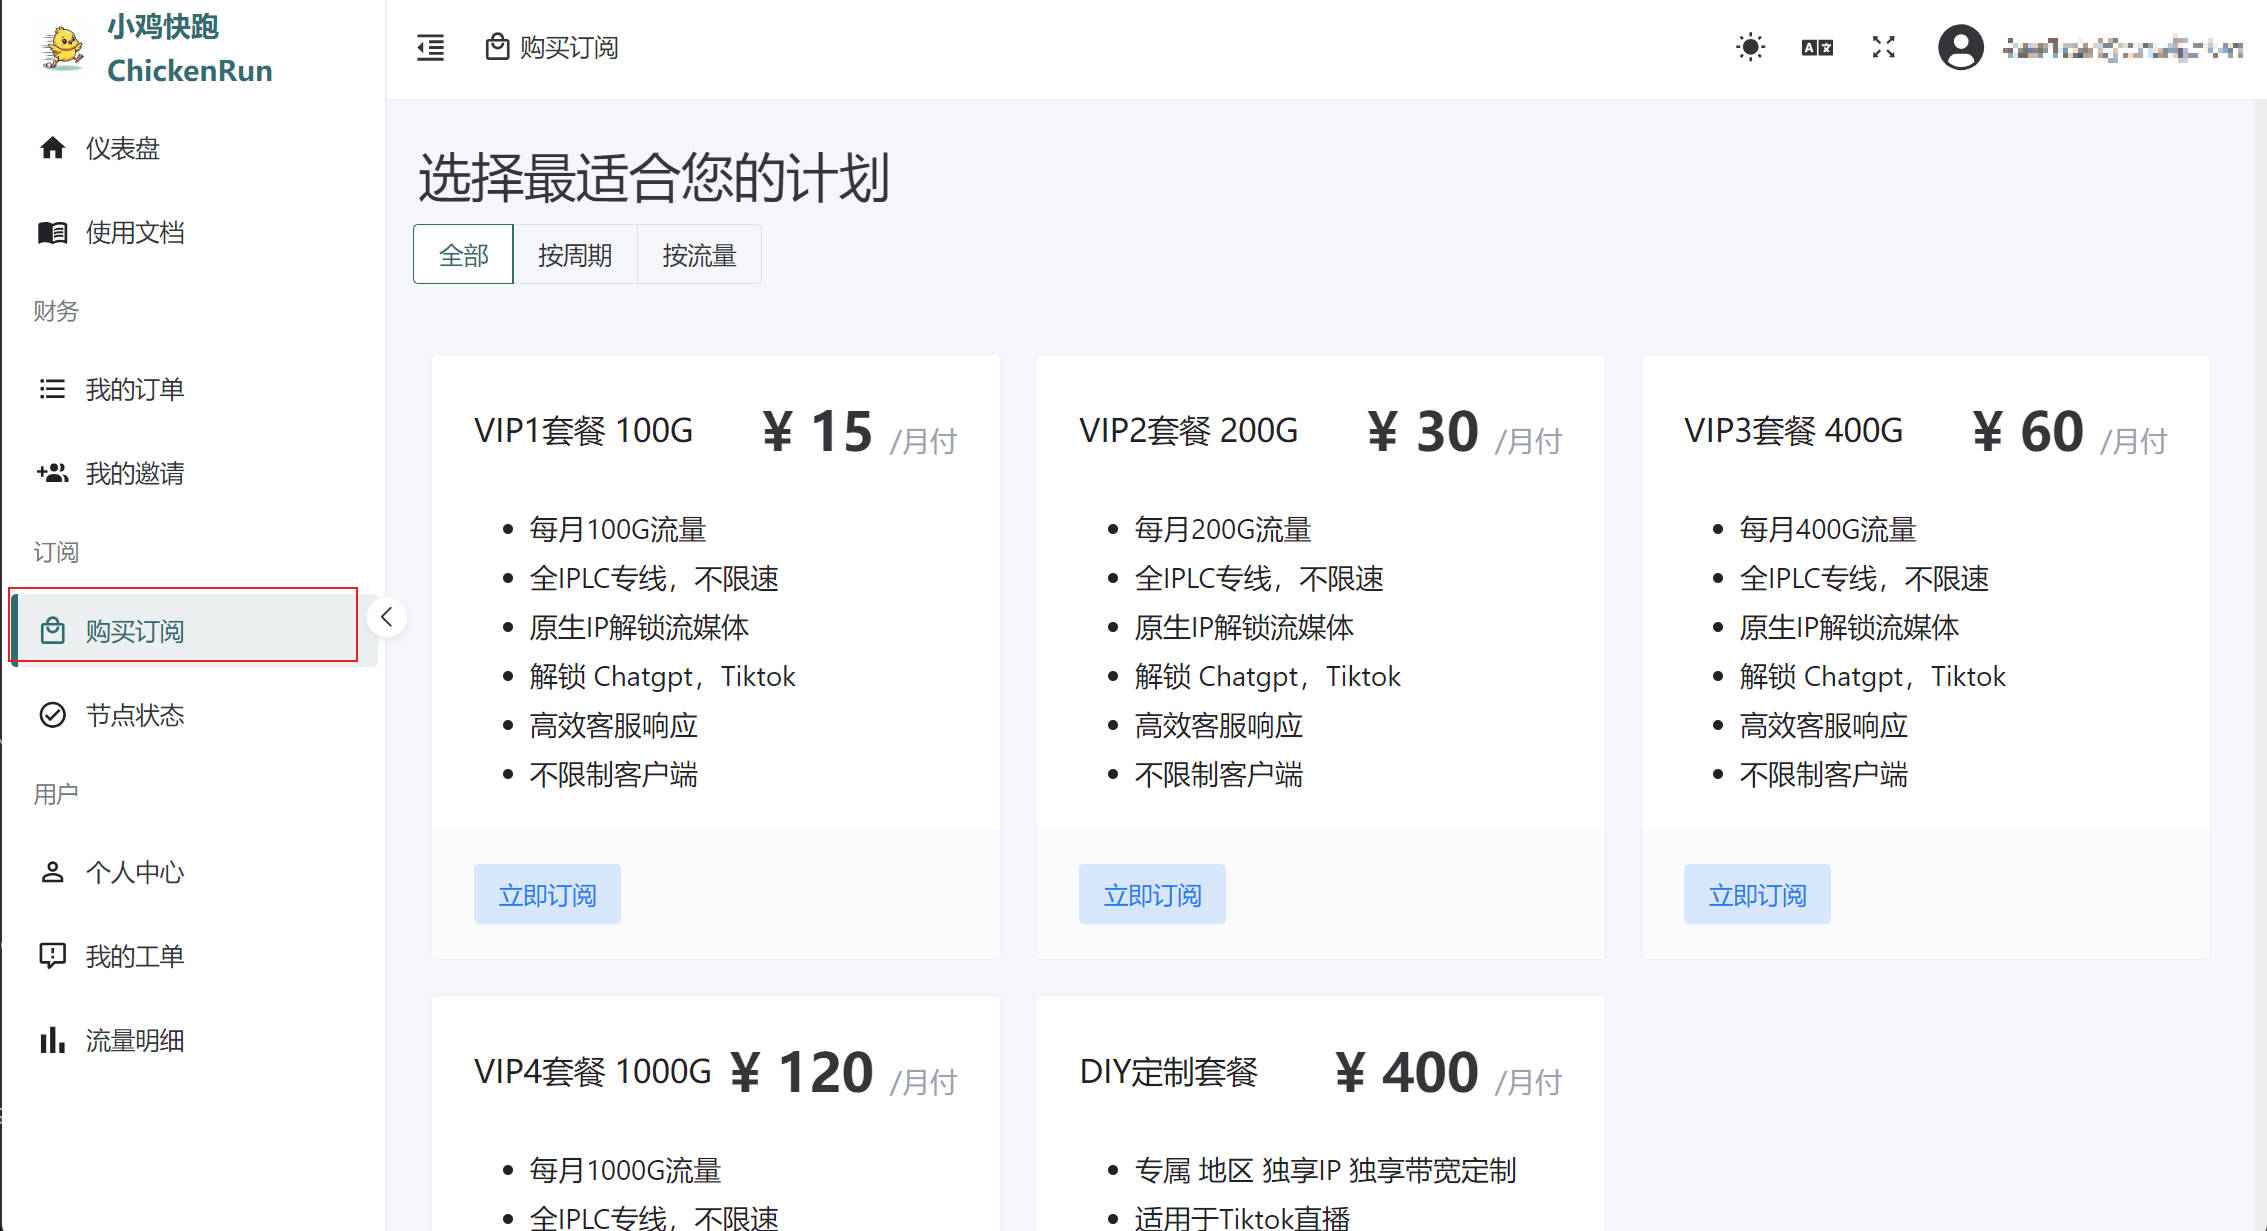 小鸡快跑
ChickenRun
购买订阅
仪表盘
使用文档
财务
我的订单
我的邀请
订阅
购买订阅
节点状态
用户
个人中心
我的工单
流量明细
选择最适合您的计划
全部 按周期 按流量
VIP1套餐 100G ¥ 15 /月付
每月100G流量
全IPLC专线，不限速
原生IP解锁流媒体
解锁 Chatgpt，Tiktok
高效客服响应
不限制客户端
立即订阅
VIP2套餐 200G ¥ 30 /月付
每月200G流量
全IPLC专线，不限速
原生IP解锁流媒体
解锁 Chatgpt，Tiktok
高效客服响应
不限制客户端
立即订阅
VIP3套餐 400G ¥ 60 /月付
每月400G流量
全IPLC专线，不限速
原生IP解锁流媒体
解锁 Chatgpt，Tiktok
高效客服响应
不限制客户端
立即订阅
VIP4套餐 1000G ¥ 120 /月付
每月1000G流量
全IPLC专线，不限速
DIY定制套餐 ¥ 400 /月付
专属 地区 独享IP 独享带宽定制
适用于Tiktok直播